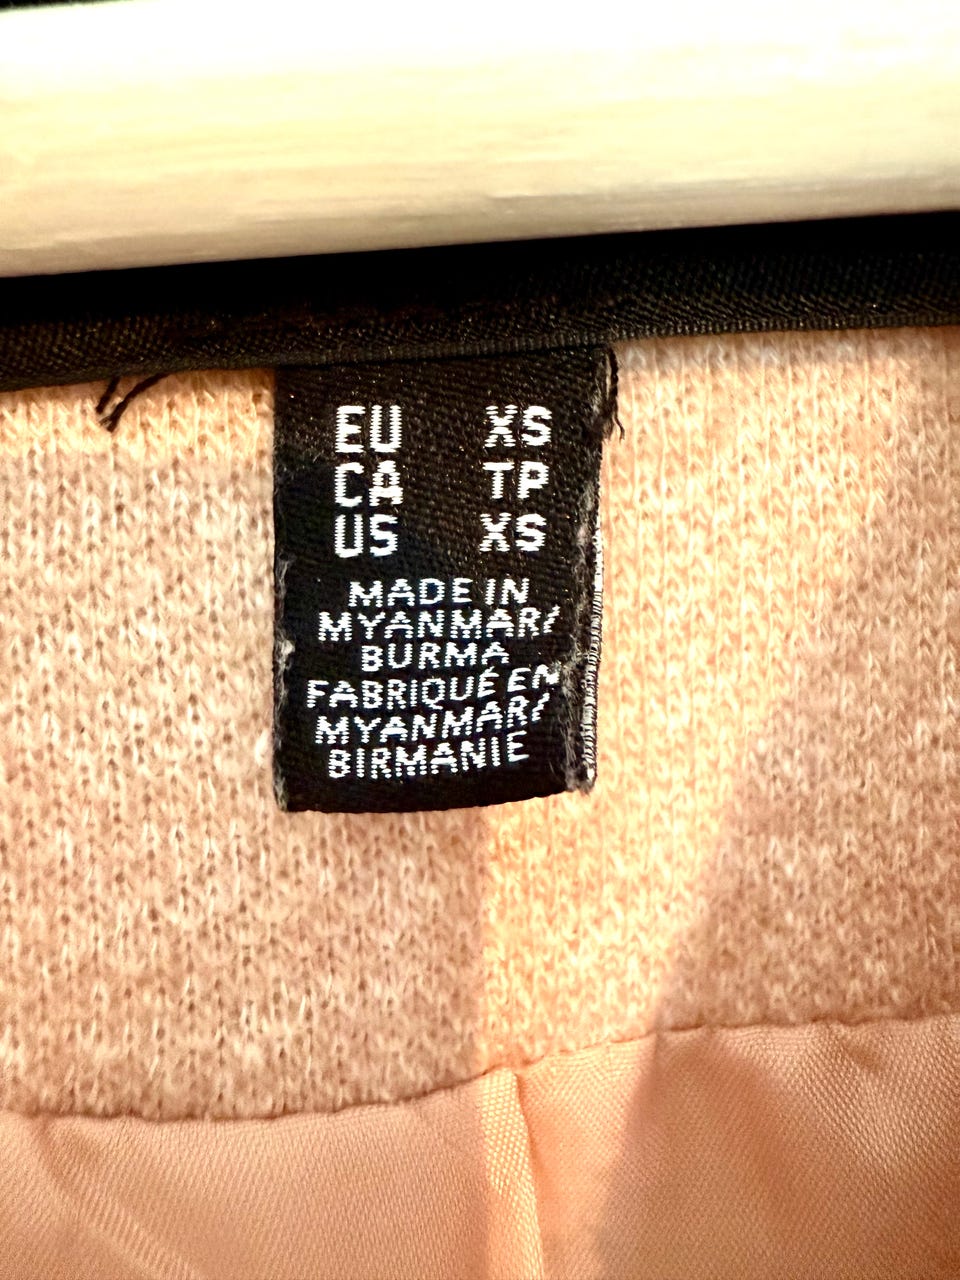 EU XS
CA TP
US XS
MADE IN
MYANMAR/
BURMA
FABRIQUÉ EN
MYANMAR/
BIRMANIE